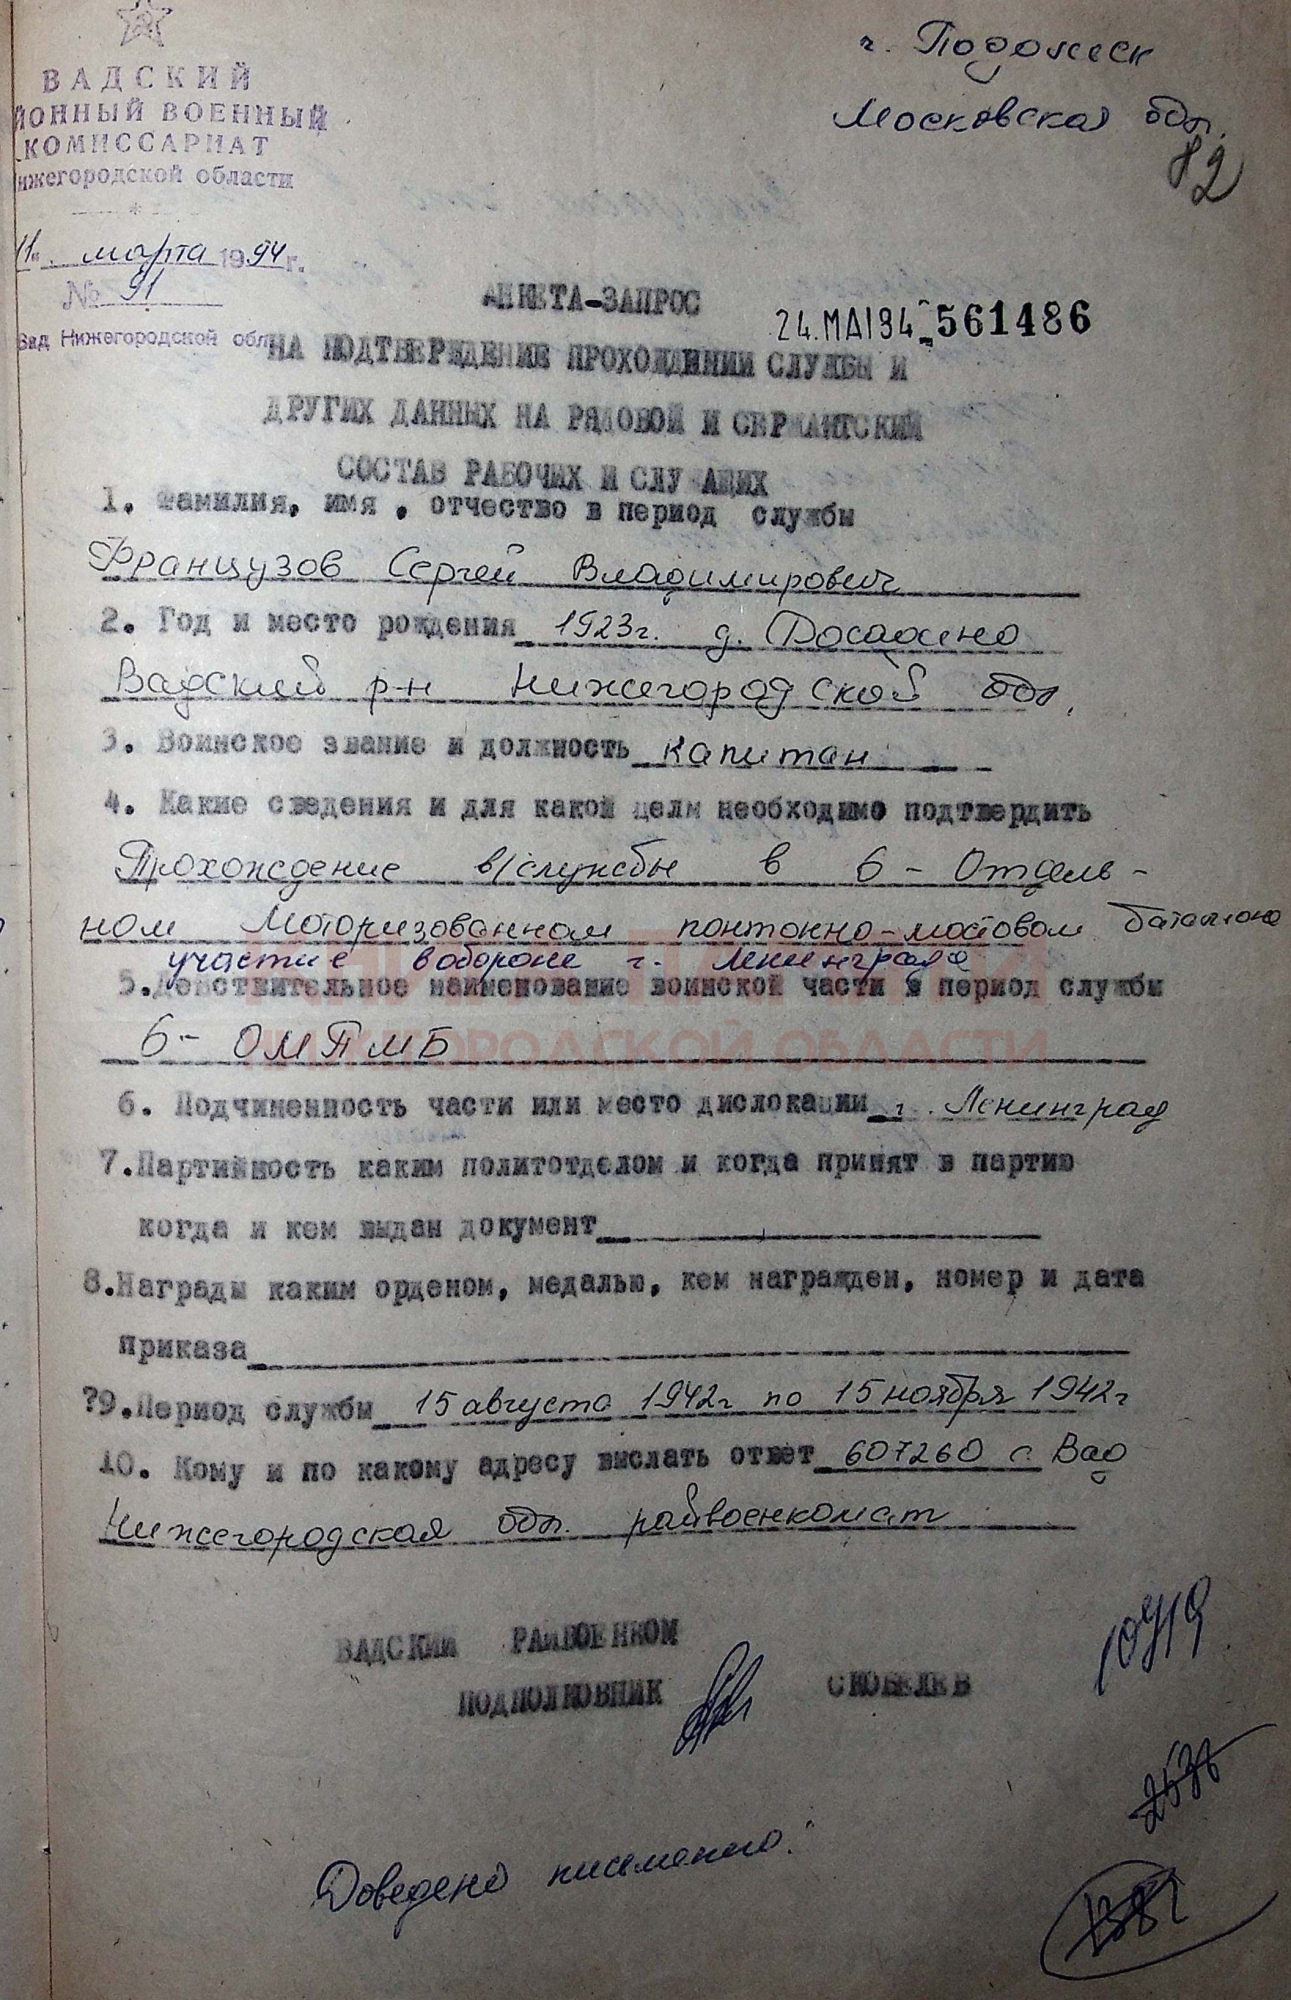 г. Подольск
Московская обл.
82
ВАДСКИЙ
ЙОННЫЙ ВОЕННЫЙ
КОМИССАРИАТ
ижегородской области
11. марта 1994 г.
№ 91
Вад Нижегородской обл
АНКЕТА-ЗАПРОС
24.МАІ94 561486
НА ПОДТВЕРЖДЕНИЕ ПРОХОЖДИНИИ СЛУЖБЫ И
ДРУГИХ ДАННЫХ НА РЯДОВОЙ И СЕРЖАНТСКИЙ
СОСТАВ РАБОЧИХ И СЛУЖАЩИХ
1. Фамилия, имя, отчество в период службы
Французов Сергей Владимирович
2. Год и место рождения 1923г. д.
Вадский р-н Нижегородской обл.
3. Воинское звание и должность капитан
4. Какие сведения и для какой цели необходимо подтвердить
Прохождение в/службы в 6-Отдель-
ном Моторизованном понтонно-мостовом батальоне
участие в обороне г. Ленинграда
5.Действительное наименование воинской части в период службы
6- ОМПМБ
НИЖЕГОРОДСКОЙ ОБЛАСТИ
6. Подчиненность части или место дислокации г. Ленинград
7.Партийность каким политотделом и когда принят в партию
когда и кем выдан документ
8.Награды каким орденом, медалью, кем награжден, номер и дата
приказа
?9.Период службы 15 августа 1942г по 15 ноября 1942г
10. Кому и по какому адресу выслать ответ 607260 с. Вад
Нижегородская обл. райвоенкомат
ВАДСКИЙ РАЙВОЕНКОМ
ПОДПОЛКОВНИК СКОБЕЛЕВ
Доведено письменно.